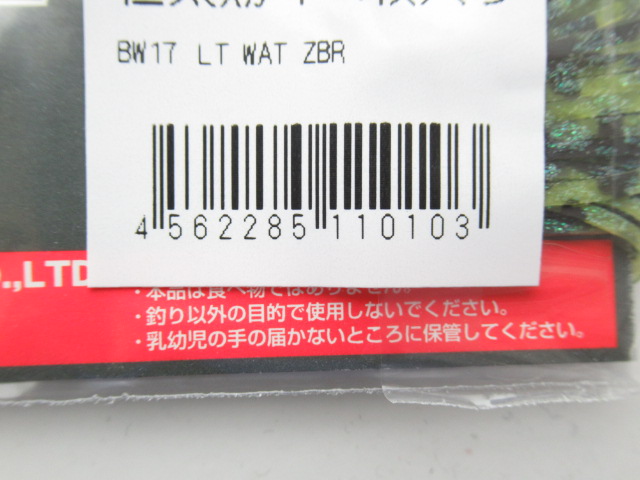 BW17 LT WAT ZBR
4 562285 110103
.,LTD
・本品は食べ物ではありません。
・釣り以外の目的で使用しないでください。
・乳幼児の手の届かないところに保管してください。